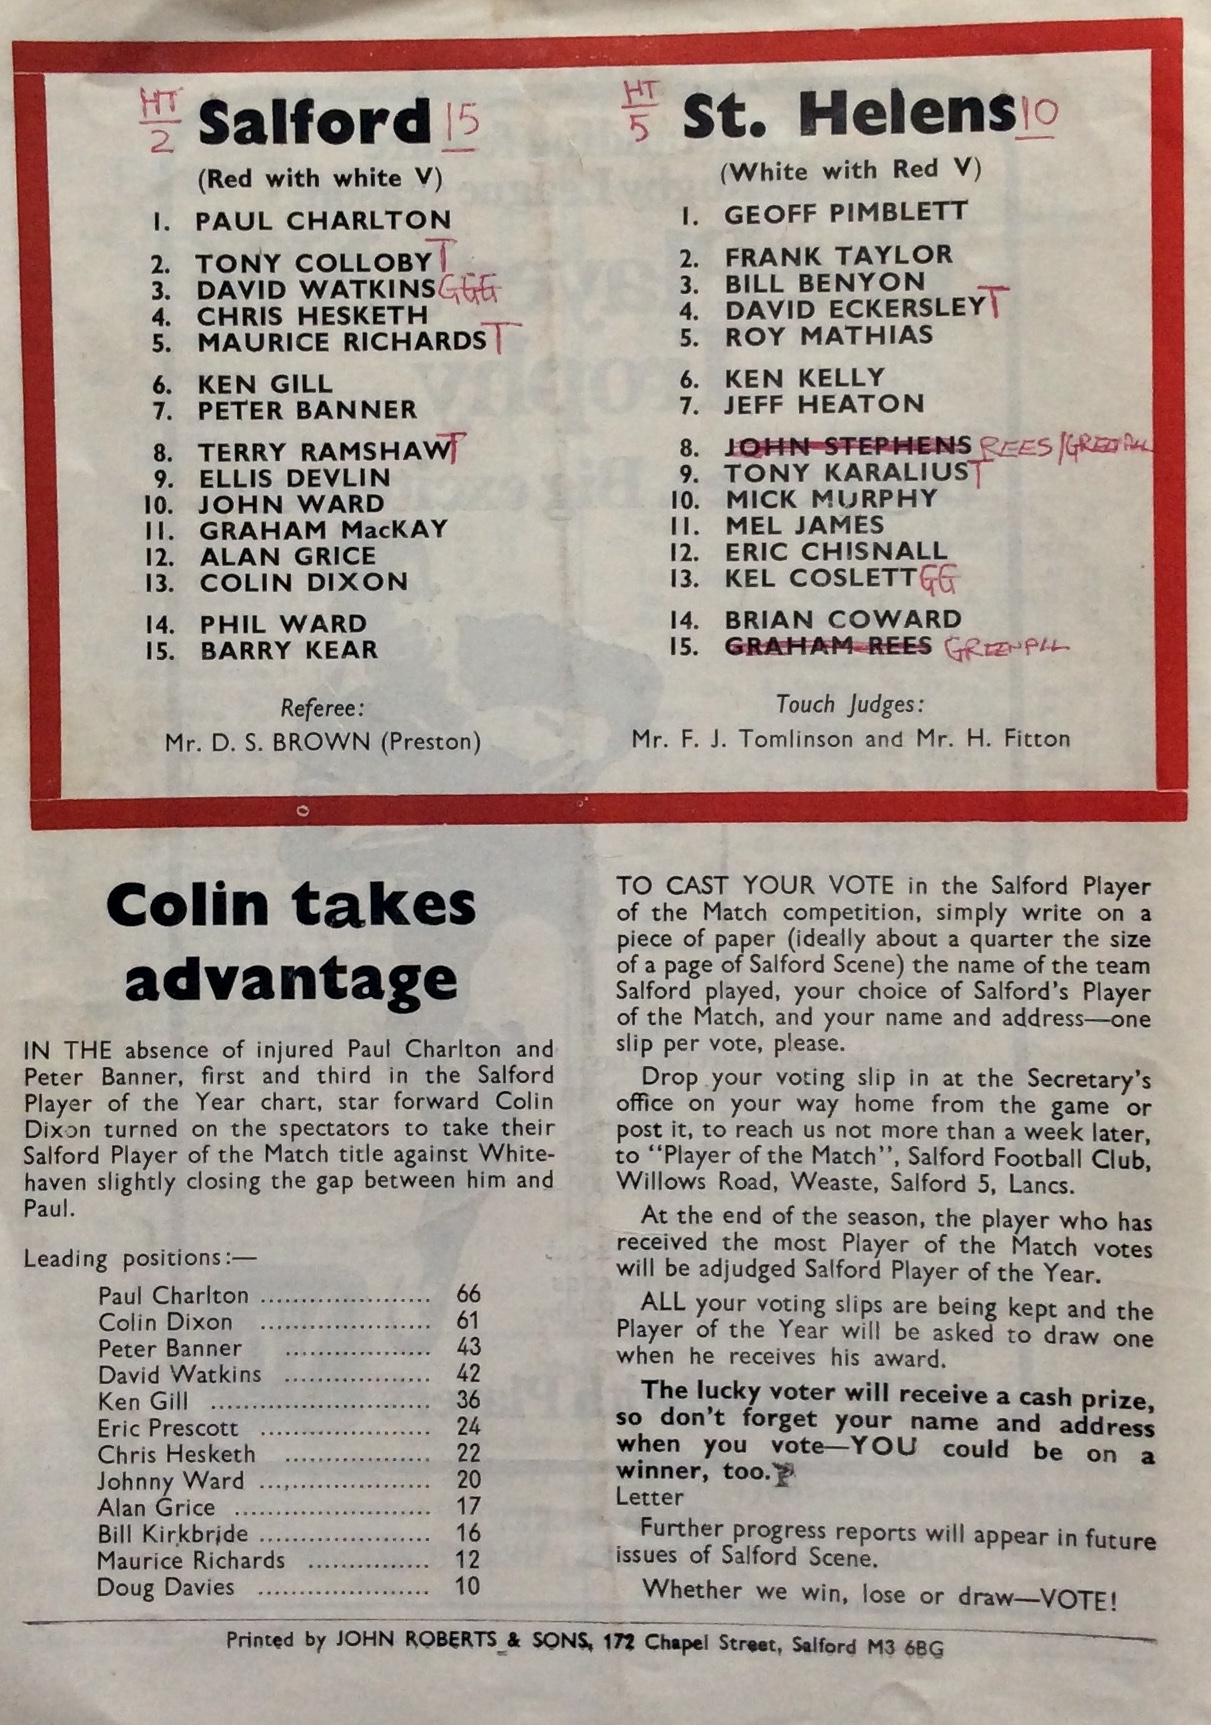 HT
2
Salford 15
(Red with white V)
1. PAUL CHARLTON
2. TONY COLLOBY T
3. DAVID WATKINS GGG
4. CHRIS HESKETH
5. MAURICE RICHARDS T
6. KEN GILL
7. PETER BANNER
8. TERRY RAMSHAW T
9. ELLIS DEVLIN
10. JOHN WARD
11. GRAHAM MacKAY
12. ALAN GRICE
13. COLIN DIXON
14. PHIL WARD
15. BARRY KEAR
Referee:
Mr. D. S. BROWN (Preston)
HT
5
St. Helens 10
(White with Red V)
1. GEOFF PIMBLETT
2. FRANK TAYLOR
3. BILL BENYON
4. DAVID ECKERSLEY T
5. ROY MATHIAS
6. KEN KELLY
7. JEFF HEATON
8. JOHN STEPHENS REES/GREENALL
9. TONY KARALIUS T
10. MICK MURPHY
11. MEL JAMES
12. ERIC CHISNALL
13. KEL COSLETT GG
14. BRIAN COWARD
15. GRAHAM REES GREENALL
Touch Judges:
Mr. F. J. Tomlinson and Mr. H. Fitton
Colin takes
advantage
IN THE absence of injured Paul Charlton and
Peter Banner, first and third in the Salford
Player of the Year chart, star forward Colin
Dixon turned on the spectators to take their
Salford Player of the Match title against White-
haven slightly closing the gap between him and
Paul.
Leading positions:—
Paul Charlton ..................... 66
Colin Dixon ..................... 61
Peter Banner .................. 43
David Watkins .................. 42
Ken Gill ........................... 36
Eric Prescott ..................... 24
Chris Hesketh .................. 22
Johnny Ward ..................... 20
Alan Grice ........................ 17
Bill Kirkbride ..................... 16
Maurice Richards ............... 12
Doug Davies ..................... 10
TO CAST YOUR VOTE in the Salford Player
of the Match competition, simply write on a
piece of paper (ideally about a quarter the size
of a page of Salford Scene) the name of the team
Salford played, your choice of Salford's Player
of the Match, and your name and address—one
slip per vote, please.
Drop your voting slip in at the Secretary's
office on your way home from the game or
post it, to reach us not more than a week later,
to "Player of the Match", Salford Football Club,
Willows Road, Weaste, Salford 5, Lancs.
At the end of the season, the player who has
received the most Player of the Match votes
will be adjudged Salford Player of the Year.
ALL your voting slips are being kept and the
Player of the Year will be asked to draw one
when he receives his award.
The lucky voter will receive a cash prize,
so don't forget your name and address
when you vote—YOU could be on a
winner, too.
Letter
Further progress reports will appear in future
issues of Salford Scene.
Whether we win, lose or draw—VOTE!
Printed by JOHN ROBERTS & SONS, 172 Chapel Street, Salford M3 6BG